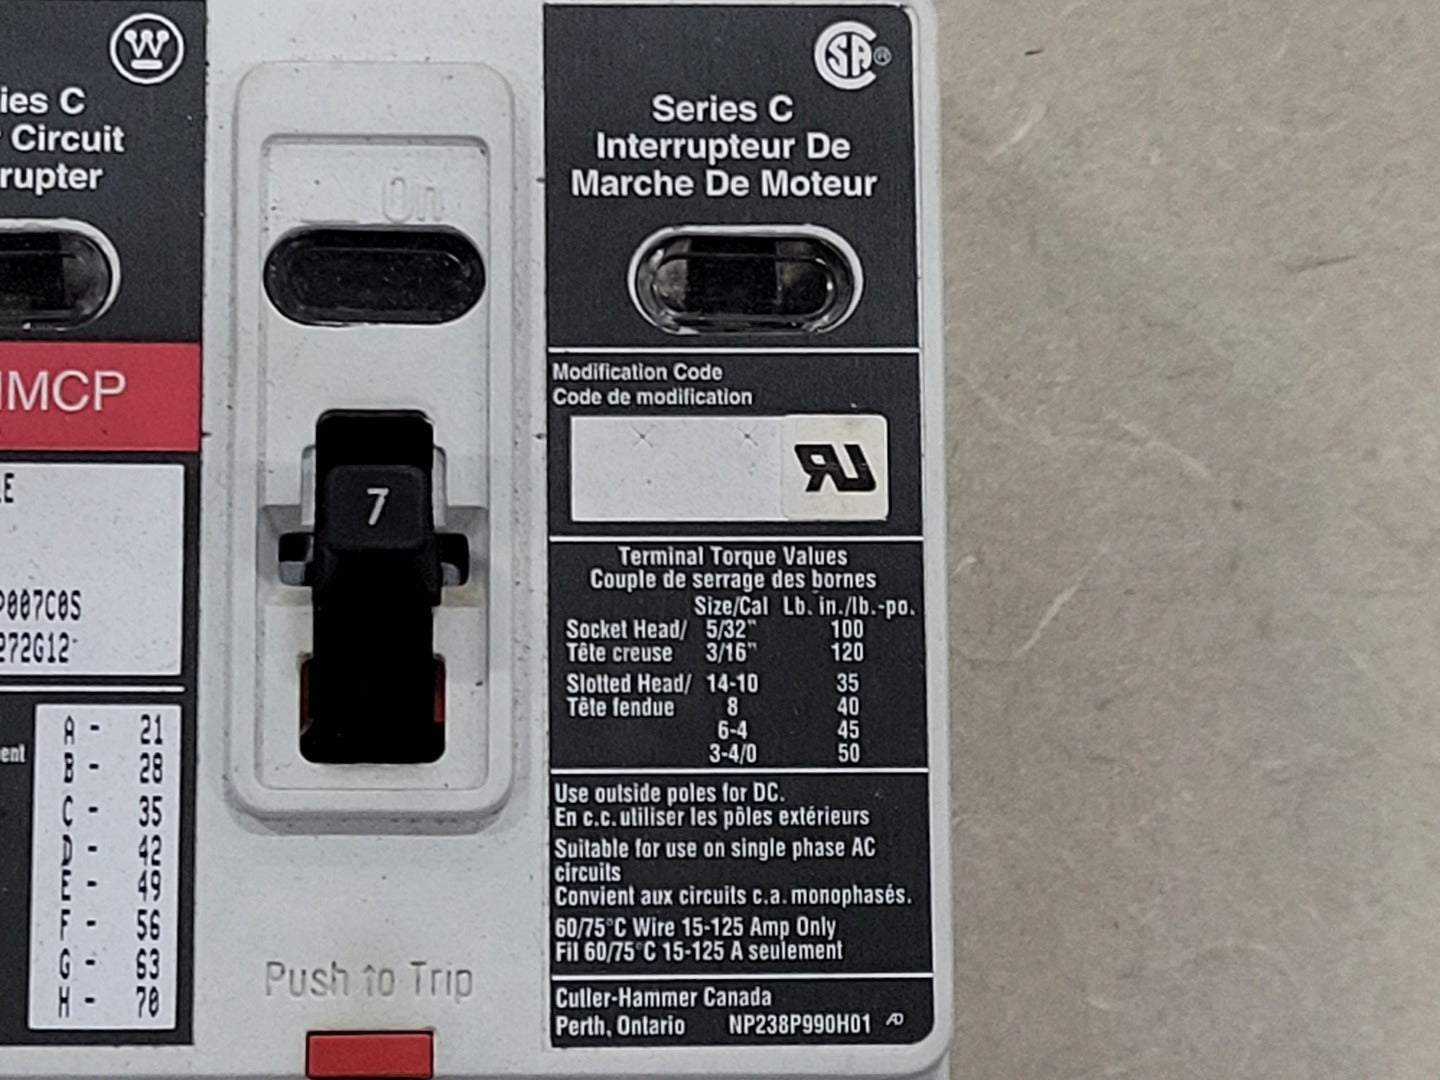 ies C
Circuit
rupter
MCP
P007C0S
272G12
A - 21
B - 28
C - 35
D - 42
E - 49
F - 56
G - 63
H - 70
On
7
Push to Trip
CSA ®
Series C
Interrupteur De
Marche De Moteur
Modification Code
Code de modification
Terminal Torque Values
Couple de serrage des bornes
Size/Cal Lb. in./lb.-po.
Socket Head/ 5/32" 100
Tête creuse 3/16" 120
Slotted Head/ 14-10 35
Tête fendue 8 40
6-4 45
3-4/0 50
Use outside poles for DC.
En c.c. utiliser les pôles extérieurs
Suitable for use on single phase AC
circuits
Convient aux circuits c.a. monophasés.
60/75°C Wire 15-125 Amp Only
Fil 60/75°C 15-125 A seulement
Cutler-Hammer Canada
Perth, Ontario NP238P990H01